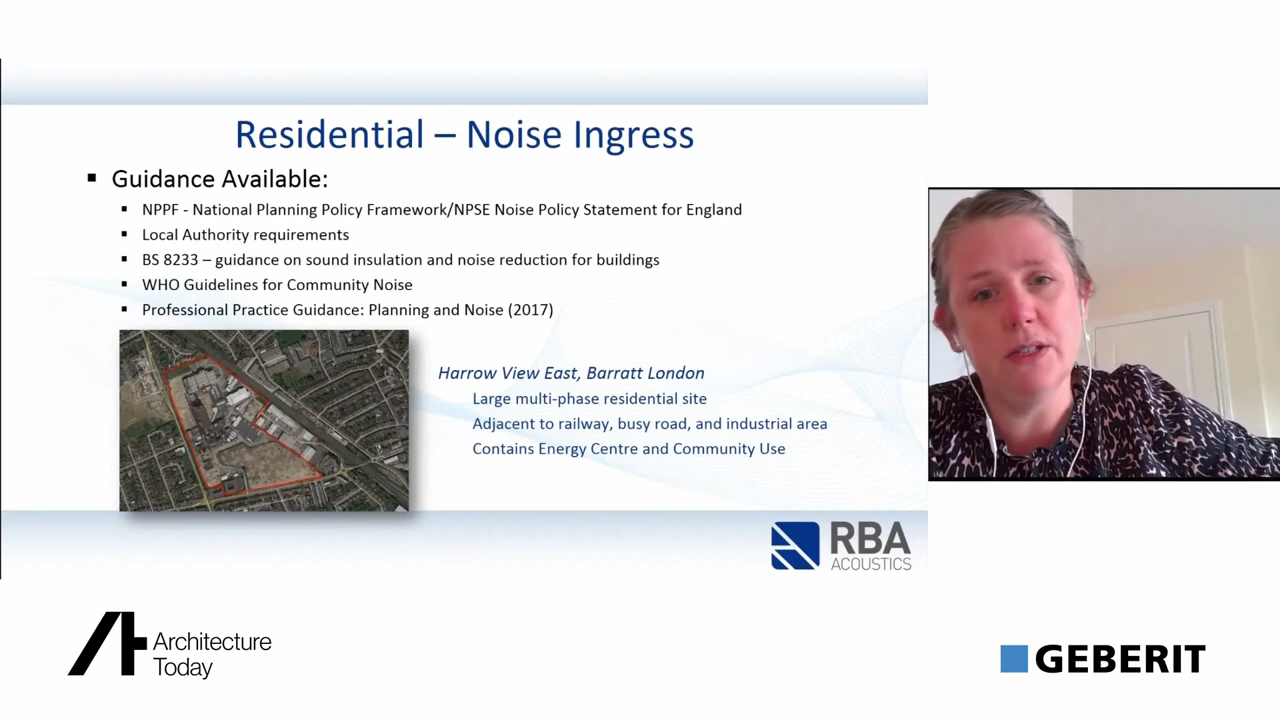 Residential – Noise Ingress
Guidance Available:
NPPF - National Planning Policy Framework/NPSE Noise Policy Statement for England
Local Authority requirements
BS 8233 – guidance on sound insulation and noise reduction for buildings
WHO Guidelines for Community Noise
Professional Practice Guidance: Planning and Noise (2017)
Harrow View East, Barratt London
Large multi-phase residential site
Adjacent to railway, busy road, and industrial area
Contains Energy Centre and Community Use
RBA
ACOUSTICS
Architecture
Today
GEBERIT